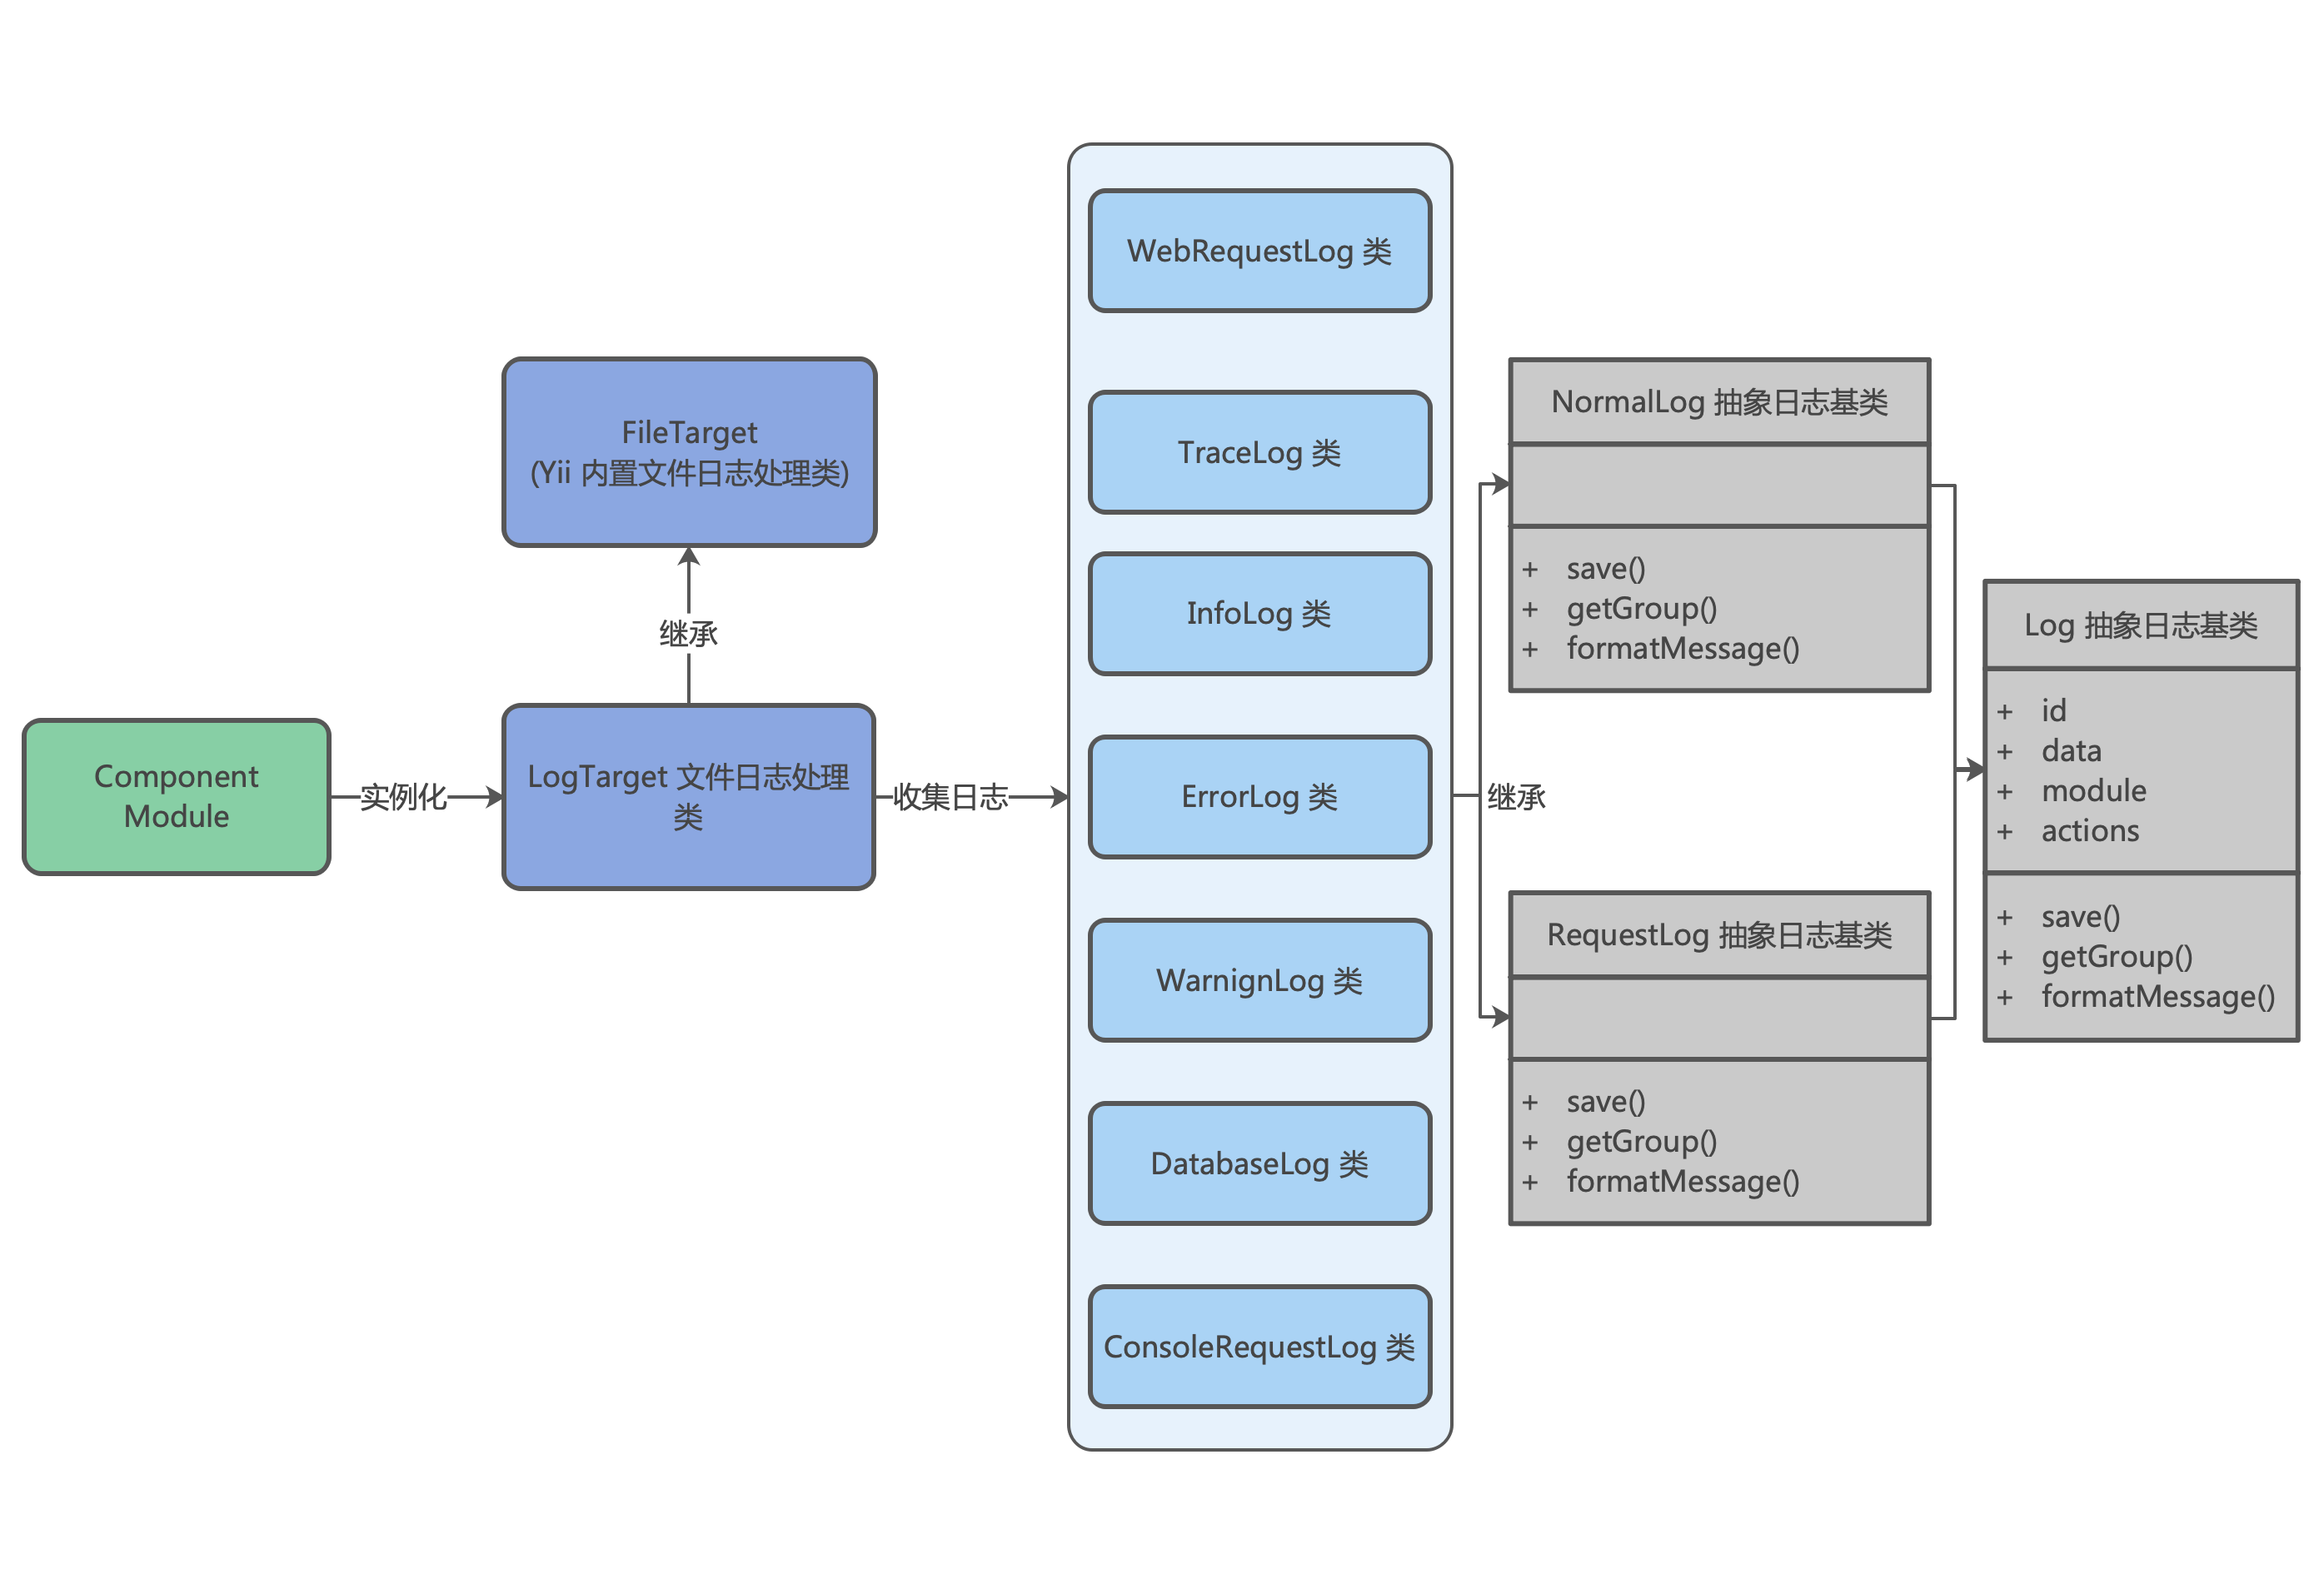 Component
Module
实例化
FileTarget
(Yii 内置文件日志处理类)
继承
LogTarget 文件日志处理
类
收集日志
WebRequestLog 类
TraceLog 类
InfoLog 类
ErrorLog 类
WarnignLog 类
DatabaseLog 类
ConsoleRequestLog 类
继承
NormalLog 抽象日志基类
+ save()
+ getGroup()
+ formatMessage()
RequestLog 抽象日志基类
+ save()
+ getGroup()
+ formatMessage()
Log 抽象日志基类
+ id
+ data
+ module
+ actions
+ save()
+ getGroup()
+ formatMessage()